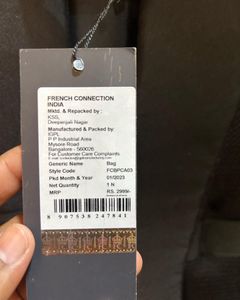 FRENCH CONNECTION
INDIA
Mktd. & Repacked by :
KSS,
Deepanjali Nagar
Manufactured & Packed by:
IGPL
P P Industrial Area
Mysore Road
Bangalore - 560026
For Customer Care Complaints
Generic Name Bag
Style Code FCBPCA03
Pkd Month & Year 01/2023
Net Quantity 1 N
MRP RS. 2999/-
8 907538 247841